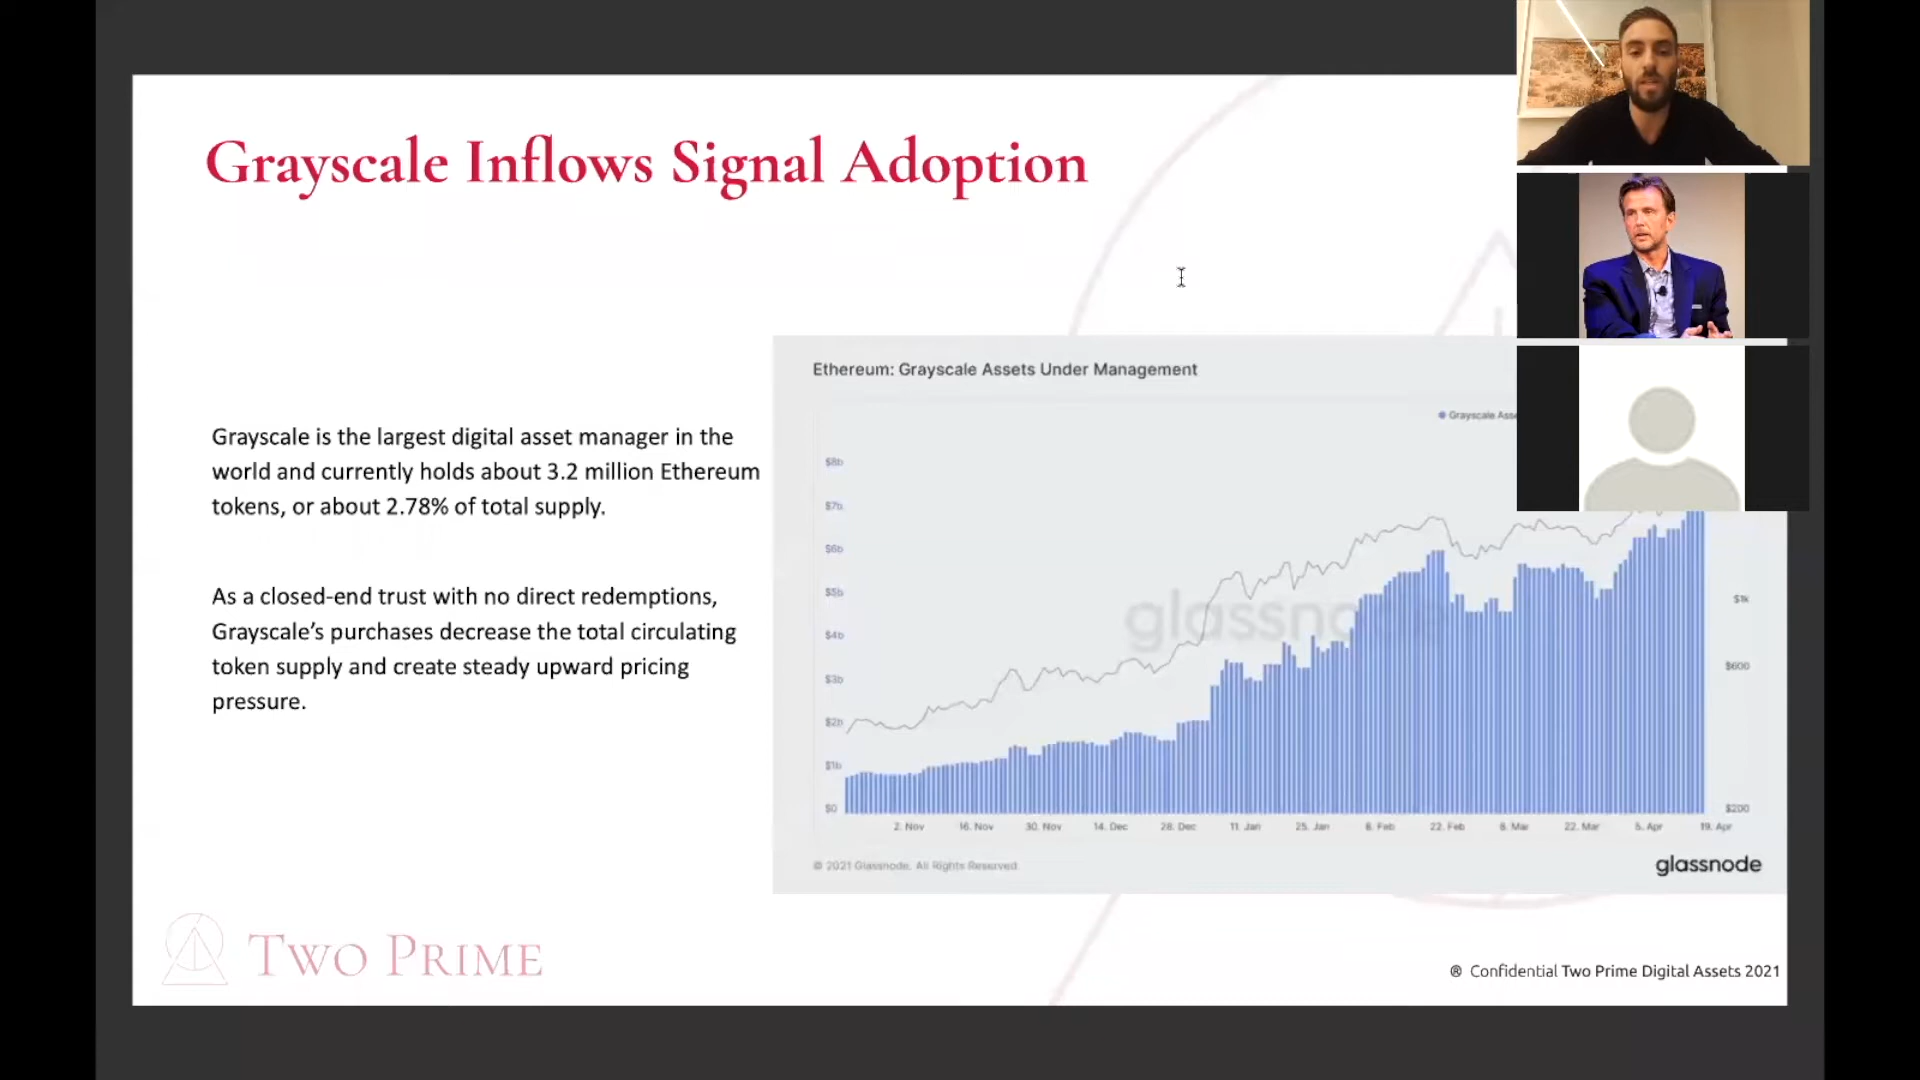 Grayscale Inflows Signal Adoption
Grayscale is the largest digital asset manager in the
world and currently holds about 3.2 million Ethereum
tokens, or about 2.78% of total supply.
As a closed-end trust with no direct redemptions,
Grayscale's purchases decrease the total circulating
token supply and create steady upward pricing
pressure.
Ethereum: Grayscale Assets Under Management
Grayscale Asse
$8b
$7b
$6b
$5b
$4b
$3b
$2b
$1b
$0
$1k
$600
$200
glassnode
2. Nov 16. Nov 30. Nov 14. Dec 28. Dec 11. Jan 25. Jan 8. Feb 22. Feb 8. Mar 22. Mar 5. Apr 19. Apr
© 2021 Glassnode. All Rights Reserved
glassnode
TWO PRIME
® Confidential Two Prime Digital Assets 2021